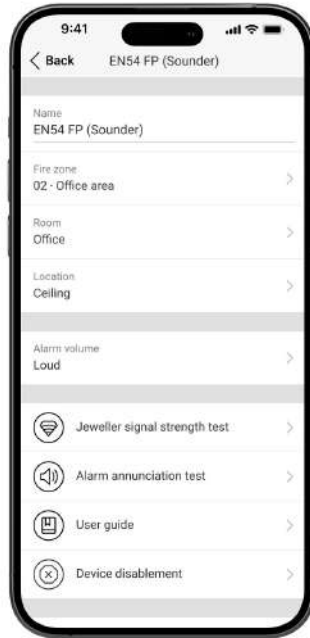 9:41
Back EN54 FP (Sounder)
Name
EN54 FP (Sounder)
Fire zone
02 · Office area
Room
Office
Location
Ceiling
Alarm volume
Loud
Jeweller signal strength test
Alarm annunciation test
User guide
Device disablement